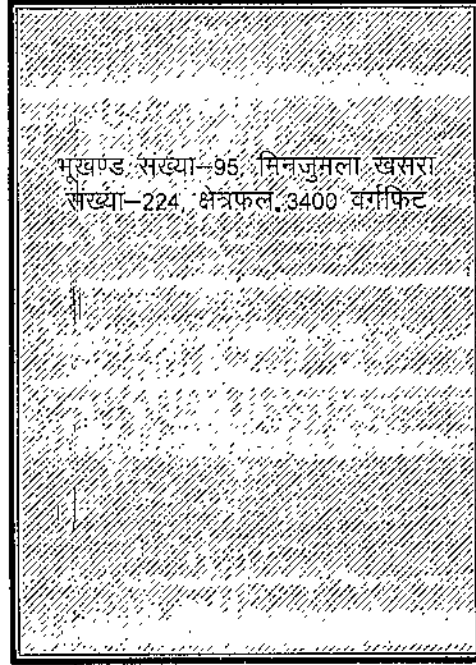 भूखण्ड संख्या-95, मिनजुमला खसरा
संख्या-224, क्षेत्रफल 3400 वर्गफिट